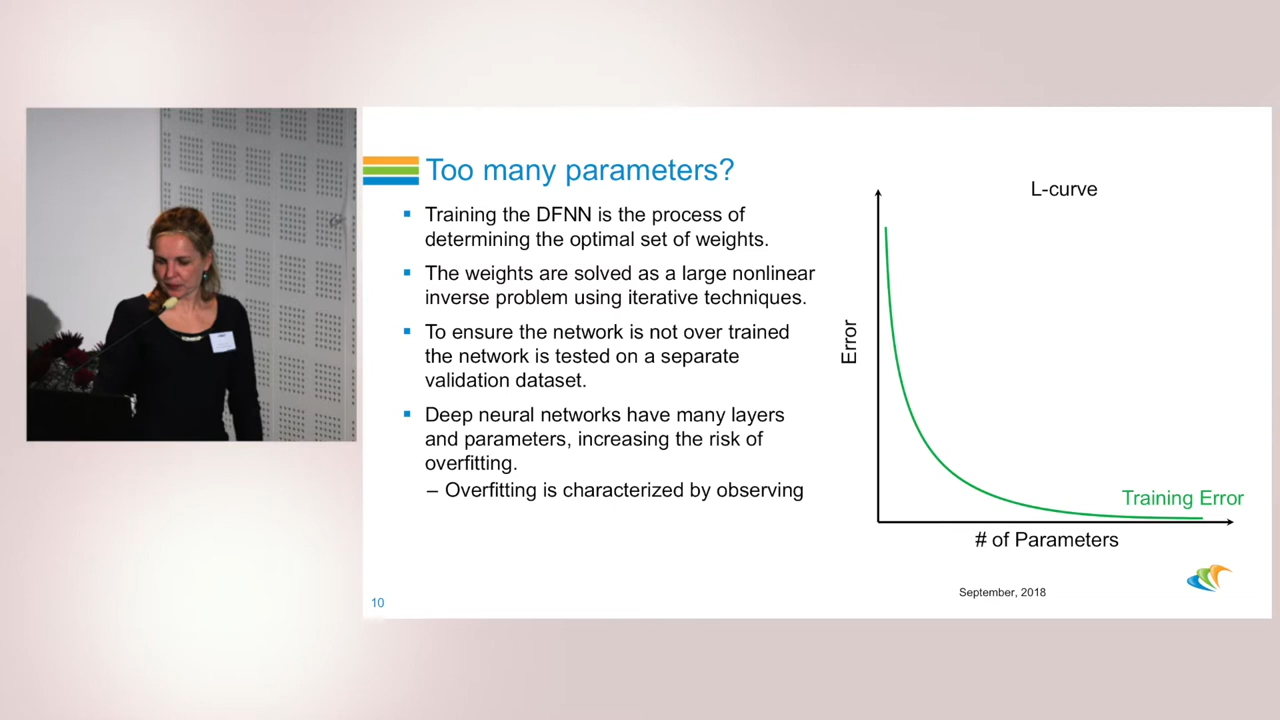 Too many parameters?
▪ Training the DFNN is the process of
determining the optimal set of weights.
▪ The weights are solved as a large nonlinear
inverse problem using iterative techniques.
▪ To ensure the network is not over trained
the network is tested on a separate
validation dataset.
▪ Deep neural networks have many layers
and parameters, increasing the risk of
overfitting.
– Overfitting is characterized by observing
L-curve
Error
Training Error
# of Parameters
September, 2018
10